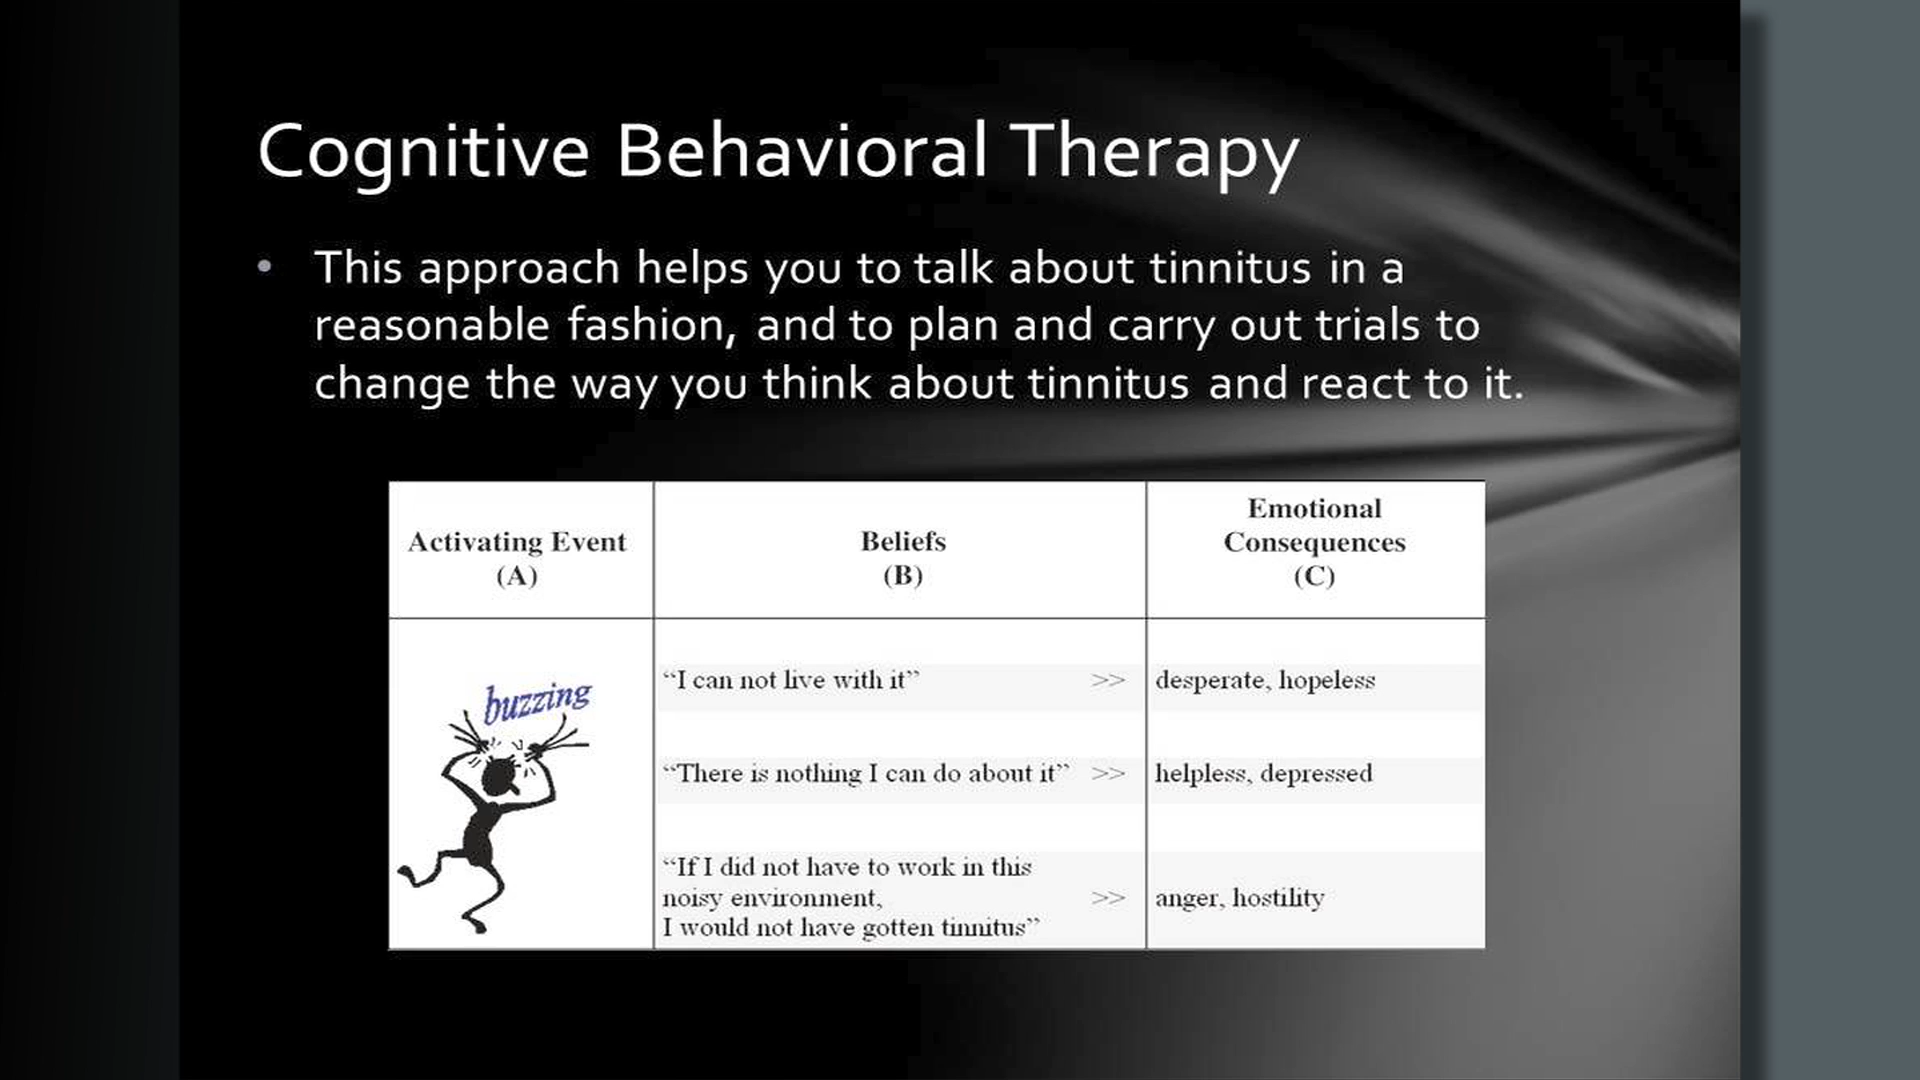 Cognitive Behavioral Therapy
• This approach helps you to talk about tinnitus in a
reasonable fashion, and to plan and carry out trials to
change the way you think about tinnitus and react to it.
Activating Event
(A)
Beliefs
(B)
Emotional
Consequences
(C)
buzzing
“I can not live with it” >> desperate, hopeless
“There is nothing I can do about it” >> helpless, depressed
“If I did not have to work in this
noisy environment, >> anger, hostility
I would not have gotten tinnitus”